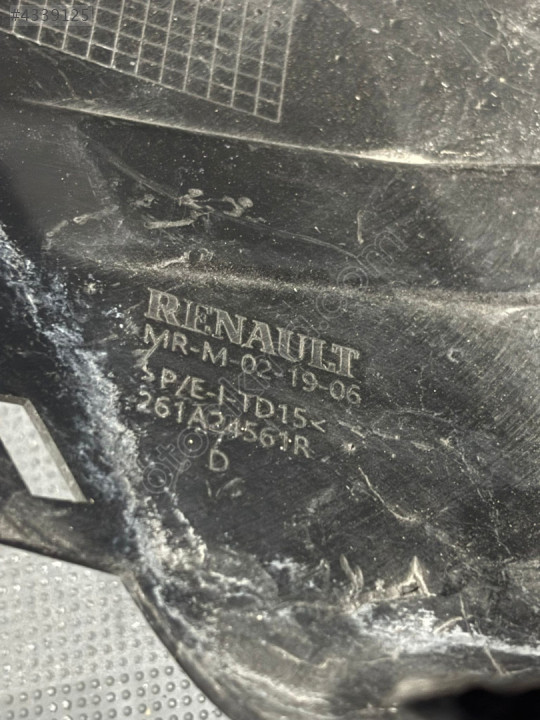 #4339125
RENAULT
MR-M-02-19-06
>P/E-I-TD15<
261A24561R
D